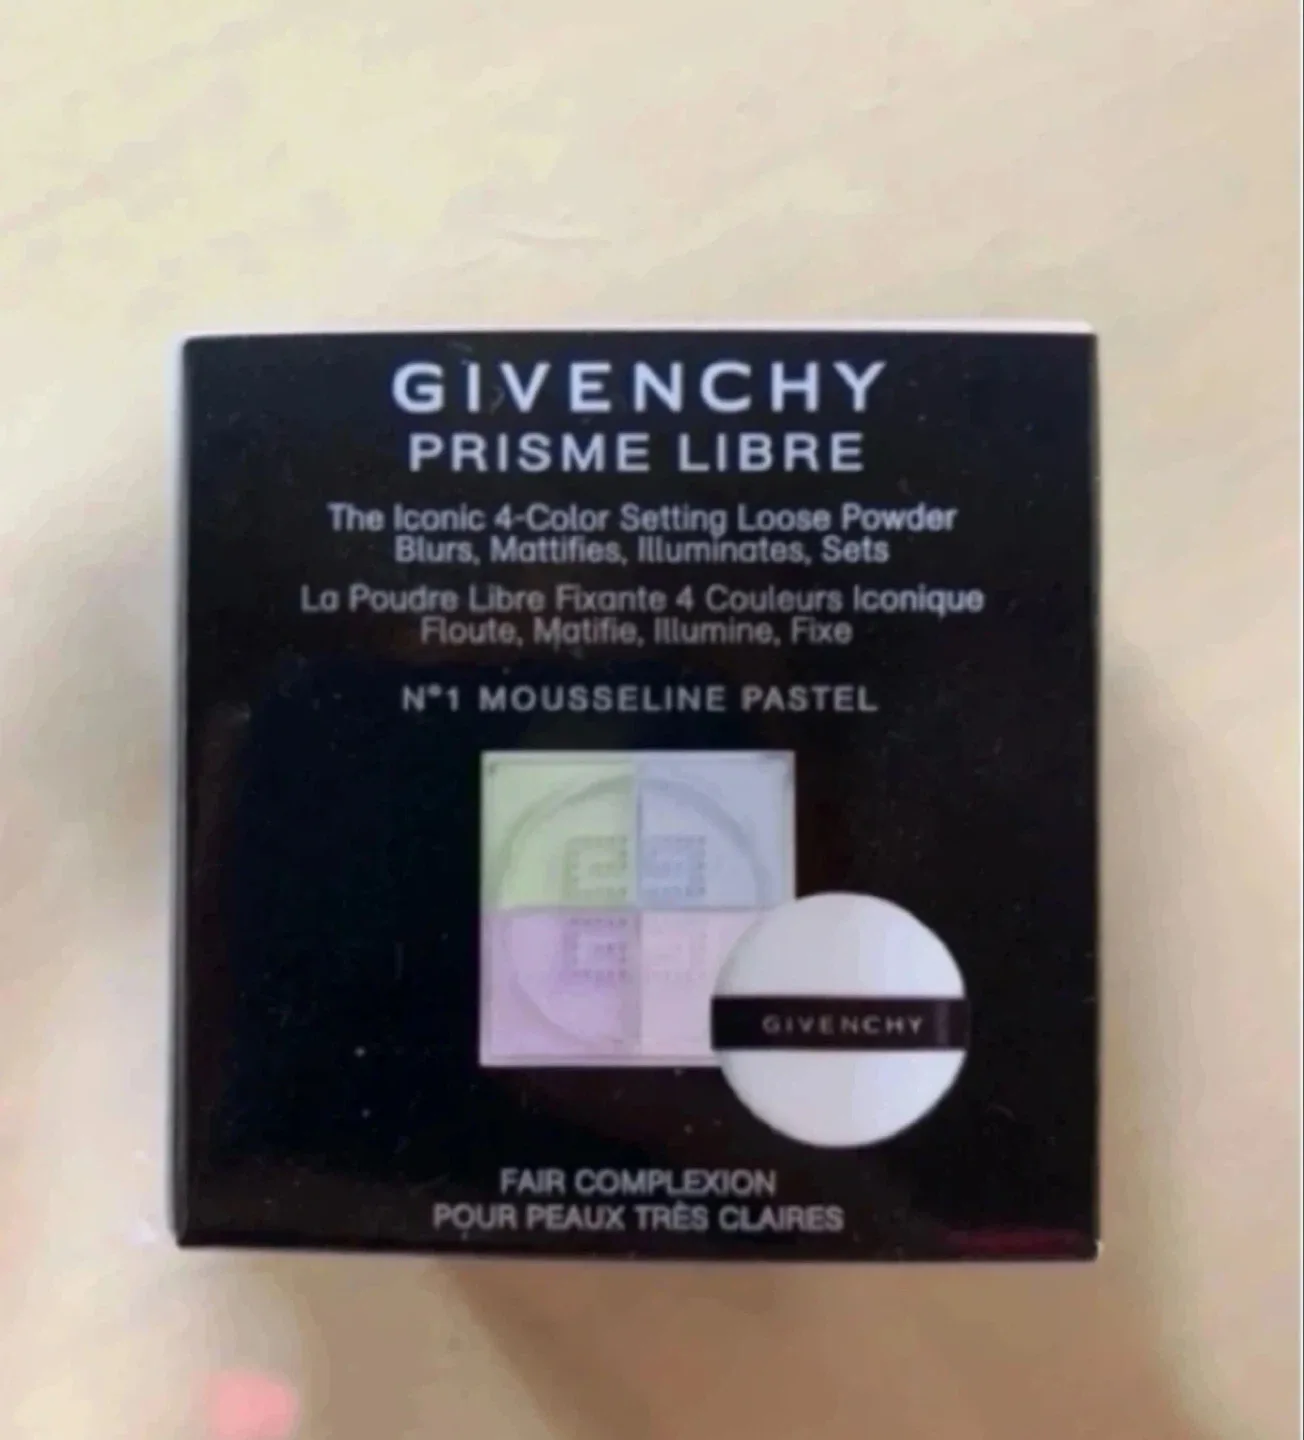 GIVENCHY
PRISME LIBRE
The Iconic 4-Color Setting Loose Powder
Blurs, Mattifies, Illuminates, Sets
La Poudre Libre Fixante 4 Couleurs Iconique
Floute, Matifie, Illumine, Fixe
N°1 MOUSSELINE PASTEL
GIVENCHY
FAIR COMPLEXION
POUR PEAUX TRÈS CLAIRES